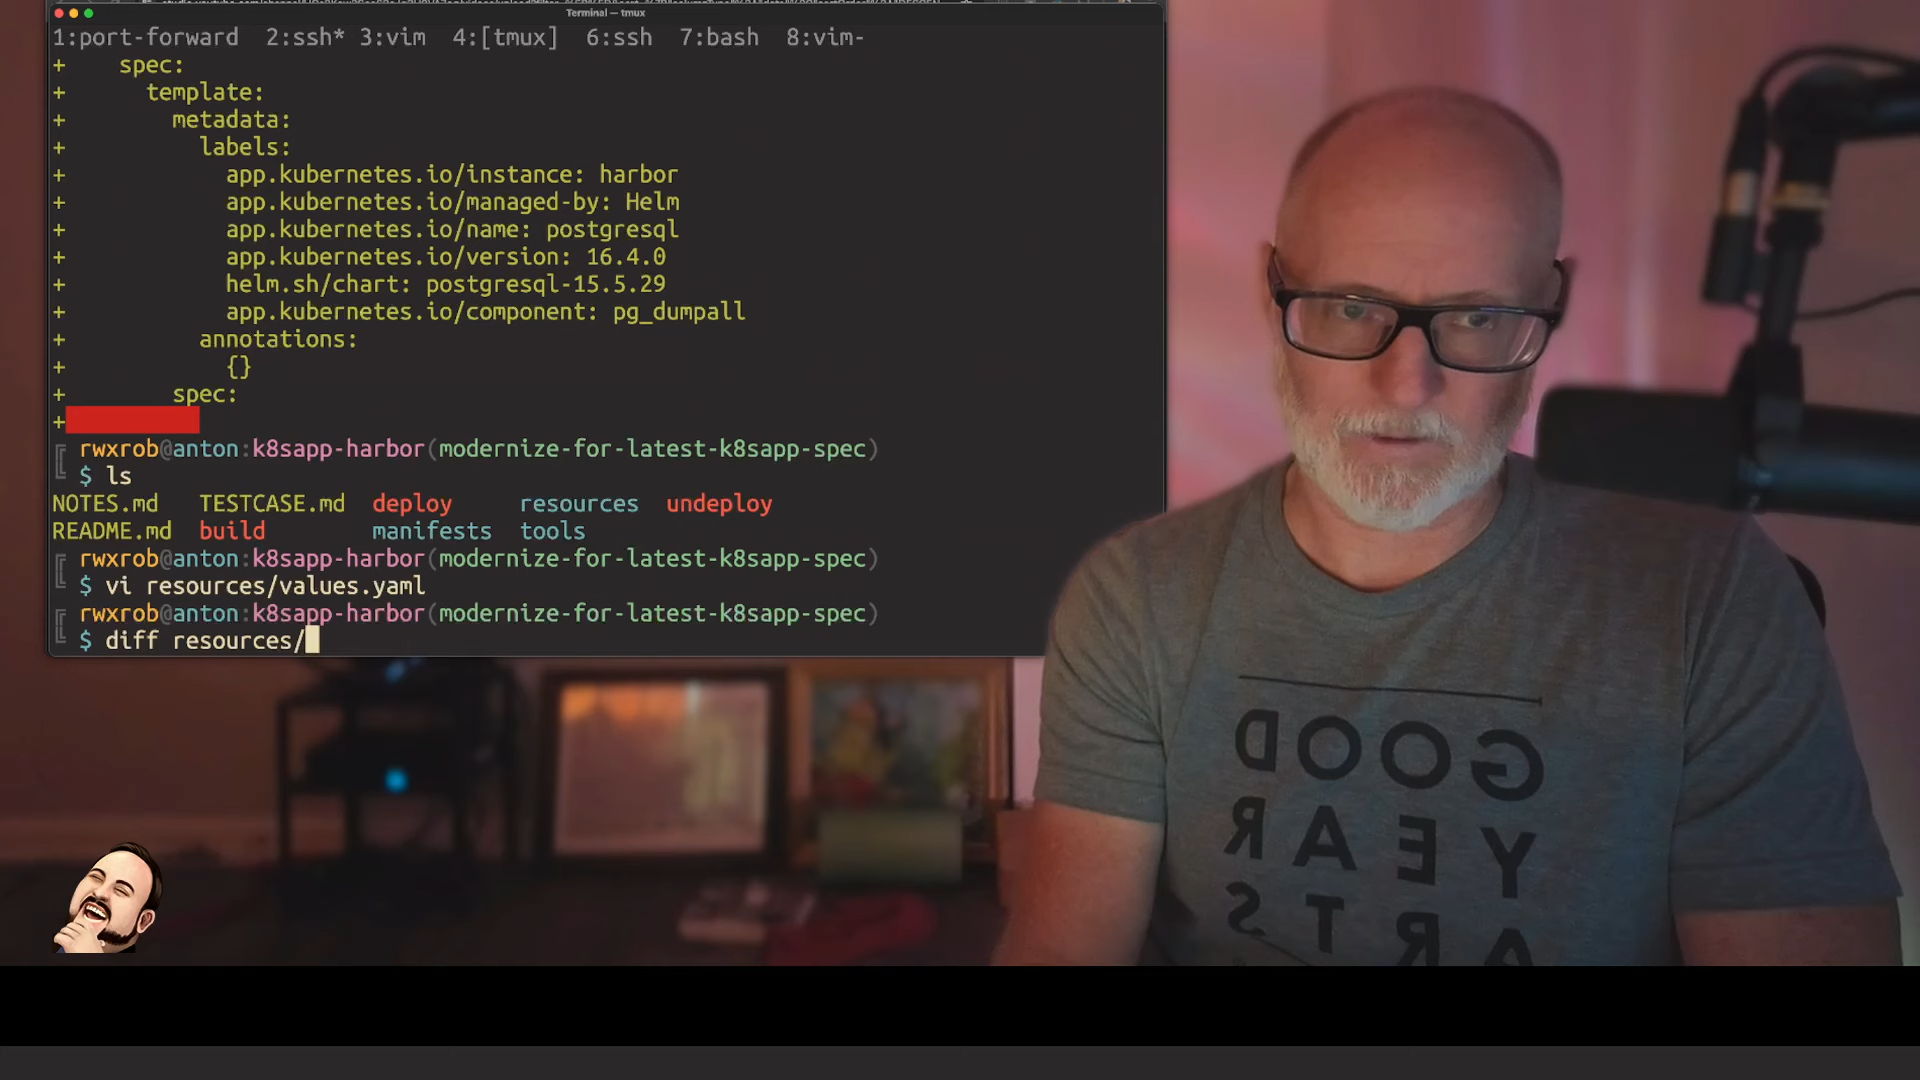 Terminal — tmux
1:port-forward  2:ssh* 3:vim  4:[tmux]  6:ssh  7:bash  8:vim-
+    spec:
+      template:
+        metadata:
+          labels:
+            app.kubernetes.io/instance: harbor
+            app.kubernetes.io/managed-by: Helm
+            app.kubernetes.io/name: postgresql
+            app.kubernetes.io/version: 16.4.0
+            helm.sh/chart: postgresql-15.5.29
+            app.kubernetes.io/component: pg_dumpall
+          annotations:
+            {}
+        spec:
+
rwxrob@anton:k8sapp-harbor(modernize-for-latest-k8sapp-spec)
$ ls
NOTES.md   TESTCASE.md  deploy     resources  undeploy
README.md  build        manifests  tools
rwxrob@anton:k8sapp-harbor(modernize-for-latest-k8sapp-spec)
$ vi resources/values.yaml
rwxrob@anton:k8sapp-harbor(modernize-for-latest-k8sapp-spec)
$ diff resources/
GOOD
YEAR
ARTS